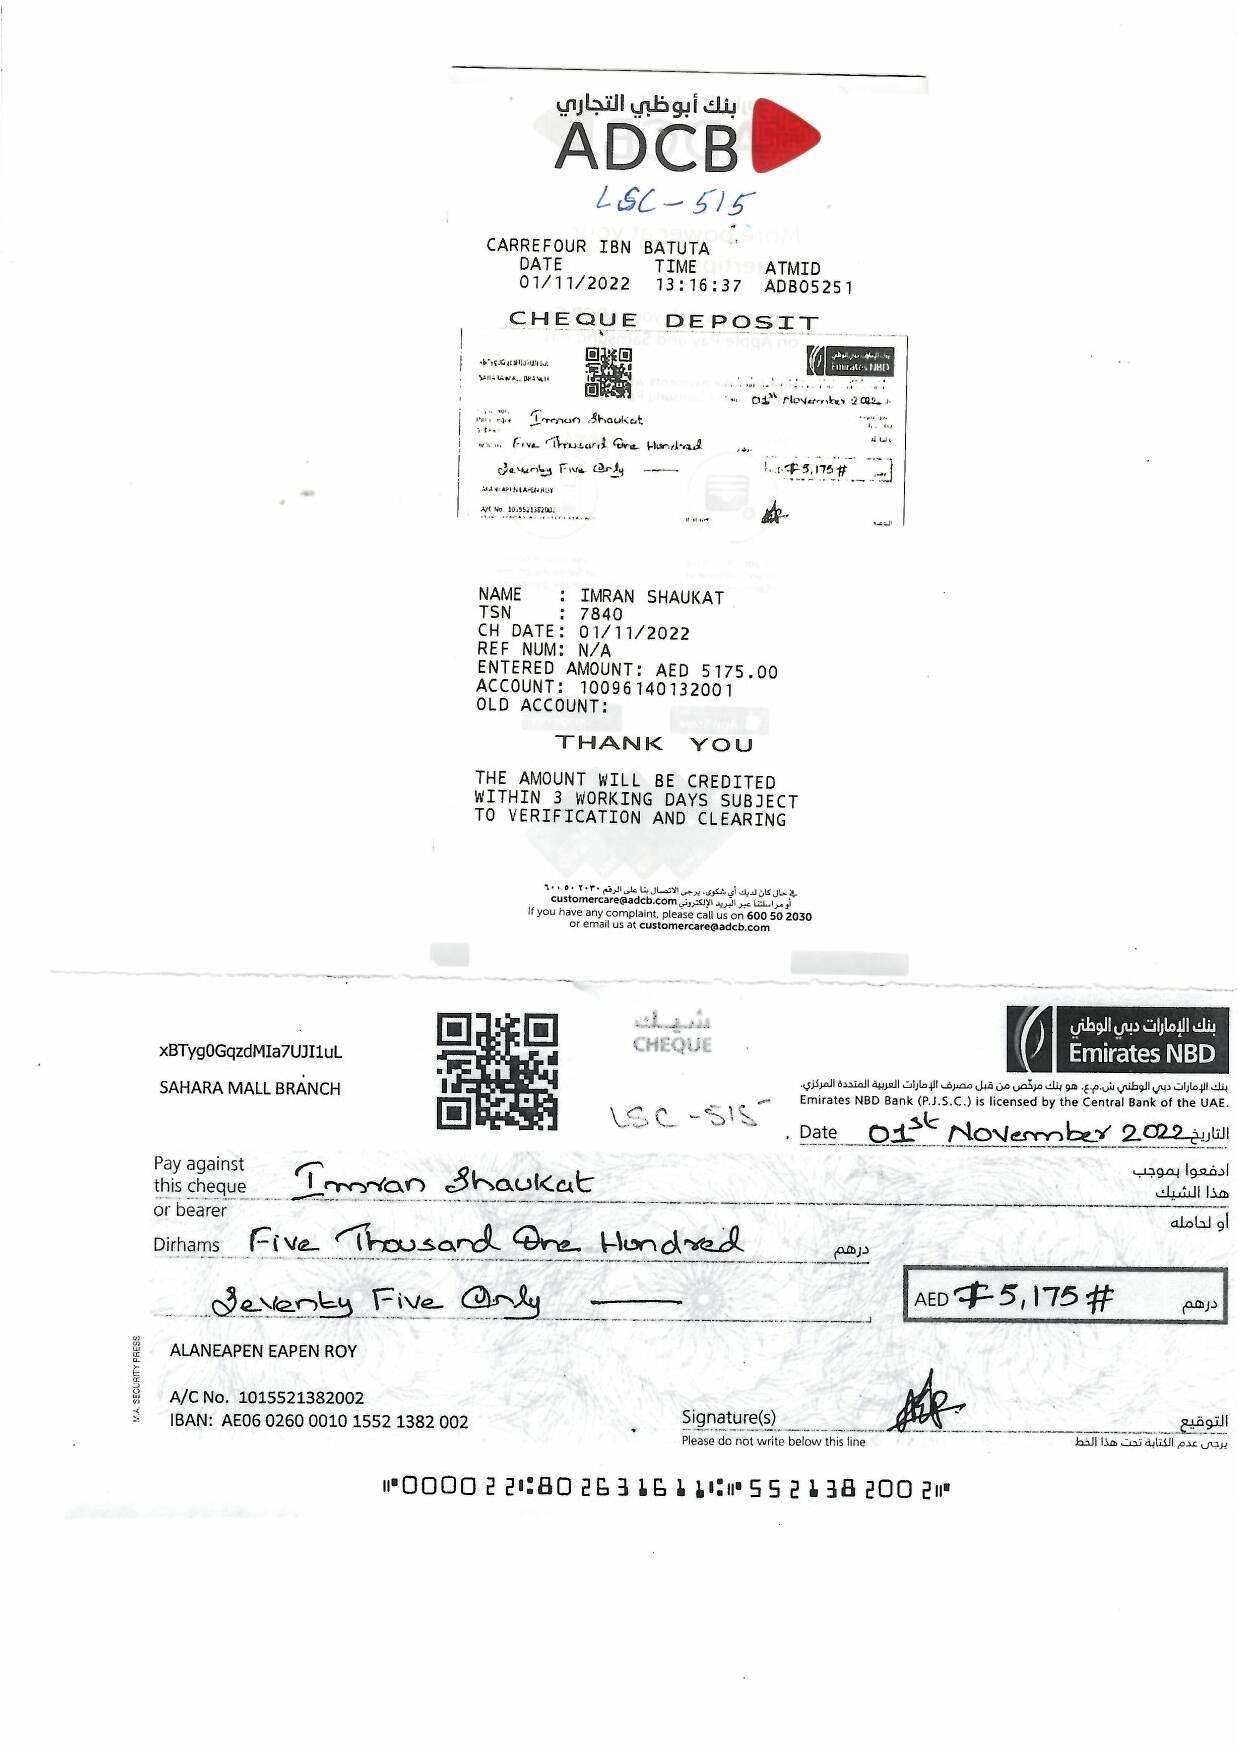 بنك أبوظبي التجاري
ADCB
LSC - 515
CARREFOUR IBN BATUTA
DATE TIME ATMID
01/11/2022 13:16:37 ADB05251
CHEQUE DEPOSIT
SAHARA MALL BRANCH
Emirates NBD
01st November 2022
Imran Shaukat
Five Thousand One Hundred
Seventy Five Only
# 5,175 #
ALANEAPEN EAPEN ROY
A/C No. 1015521382002
NAME : IMRAN SHAUKAT
TSN : 7840
CH DATE: 01/11/2022
REF NUM: N/A
ENTERED AMOUNT: AED 5175.00
ACCOUNT: 10096140132001
OLD ACCOUNT:
THANK YOU
THE AMOUNT WILL BE CREDITED
WITHIN 3 WORKING DAYS SUBJECT
TO VERIFICATION AND CLEARING
في حال كان لديك أي شكوى، يرجى الاتصال بنا على الرقم ٦٠٠ ٥٠ ٢٠٣٠
أو مراسلتنا عبر البريد الإلكتروني customercare@adcb.com
If you have any complaint, please call us on 600 50 2030
or email us at customercare@adcb.com
xBTyg0GqzdMIa7UJI1uL
SAHARA MALL BRANCH
شيك
CHEQUE
LSC - 515
بنك الإمارات دبي الوطني
Emirates NBD
بنك الإمارات دبي الوطني ش.م.ع. هو بنك مرخّص من قبل مصرف الإمارات العربية المتحدة المركزي.
Emirates NBD Bank (P.J.S.C.) is licensed by the Central Bank of the UAE.
Date 01st November 2022 التاريخ
Pay against this cheque or bearer Imran Shaukat ادفعوا بموجب هذا الشيك أو لحامله
Dirhams Five Thousand One Hundred درهم
Seventy Five Only
AED # 5,175 # درهم
M.A. SECURITY PRESS
ALANEAPEN EAPEN ROY
A/C No. 1015521382002
IBAN: AE06 0260 0010 1552 1382 002
Signature(s) التوقيع
Please do not write below this line يرجى عدم الكتابة تحت هذا الخط
⑈000022⑆802631611⑆⑈5521382002⑈